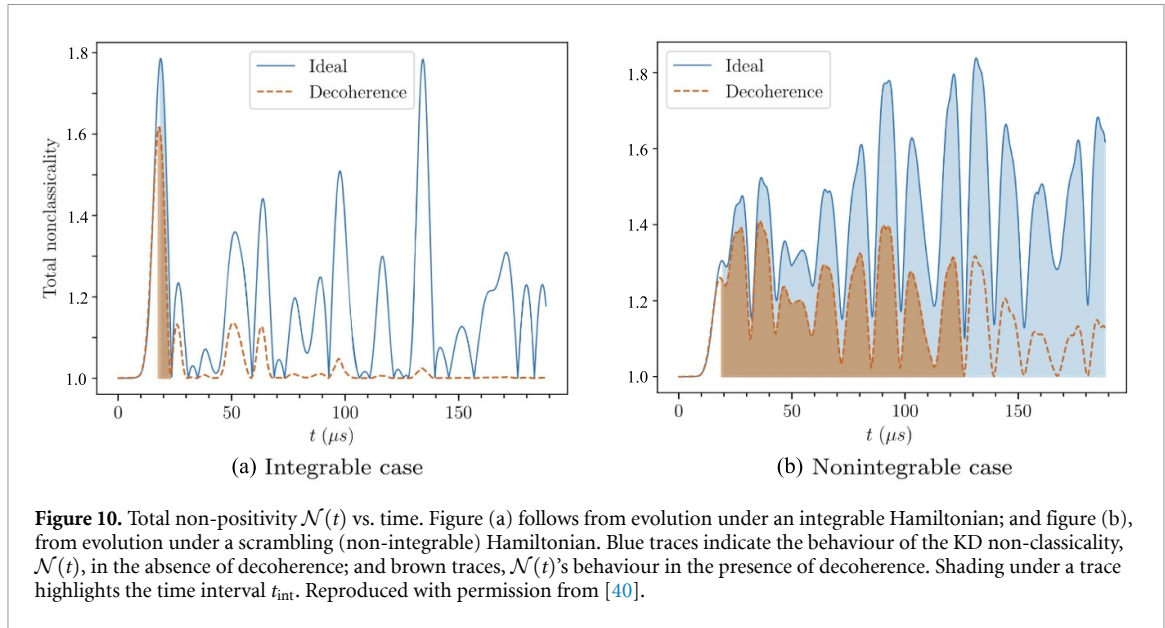 1.8
1.6
1.4
1.2
1.0
Total nonclassicality
Ideal
Decoherence
0
50
100
150
t (μs)
(a) Integrable case
1.8
1.6
1.4
1.2
1.0
Ideal
Decoherence
0
50
100
150
t (μs)
(b) Nonintegrable case
Figure 10. Total non-positivity 𝒩(t) vs. time. Figure (a) follows from evolution under an integrable Hamiltonian; and figure (b),
from evolution under a scrambling (non-integrable) Hamiltonian. Blue traces indicate the behaviour of the KD non-classicality,
𝒩(t), in the absence of decoherence; and brown traces, 𝒩(t)'s behaviour in the presence of decoherence. Shading under a trace
highlights the time interval t_int. Reproduced with permission from [40].